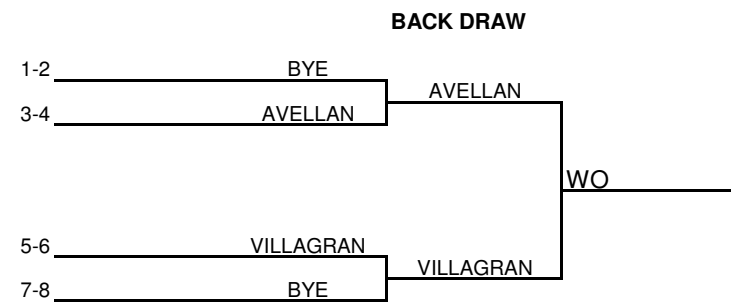 BACK DRAW
1-2 BYE
AVELLAN
3-4 AVELLAN
WO
5-6 VILLAGRAN
VILLAGRAN
7-8 BYE